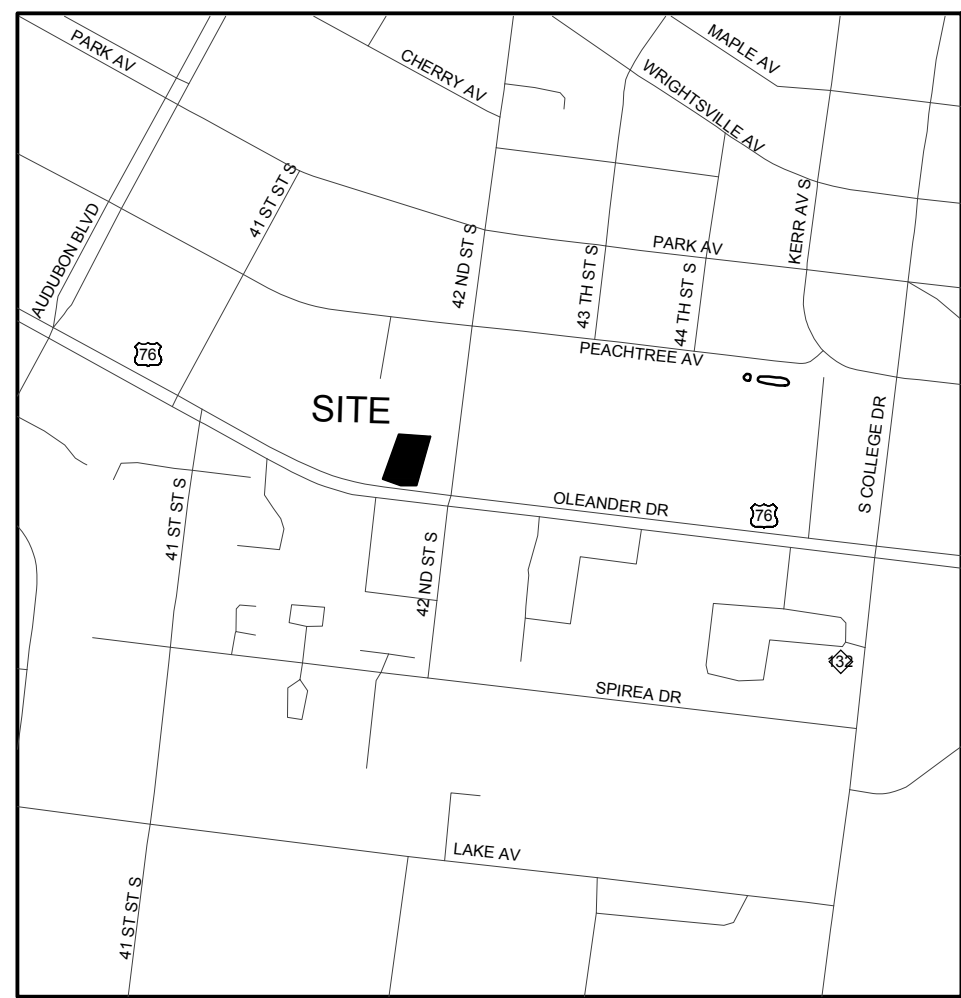 PARK AV
CHERRY AV
MAPLE AV
WRIGHTSVILLE AV
41 ST ST S
AUDUBON BLVD
42 ND ST S
KERR AV S
PARK AV
43 TH ST S
44 TH ST S
76
PEACHTREE AV
SITE
S COLLEGE DR
OLEANDER DR
76
41 ST ST S
42 ND ST S
132
SPIREA DR
LAKE AV
41 ST ST S